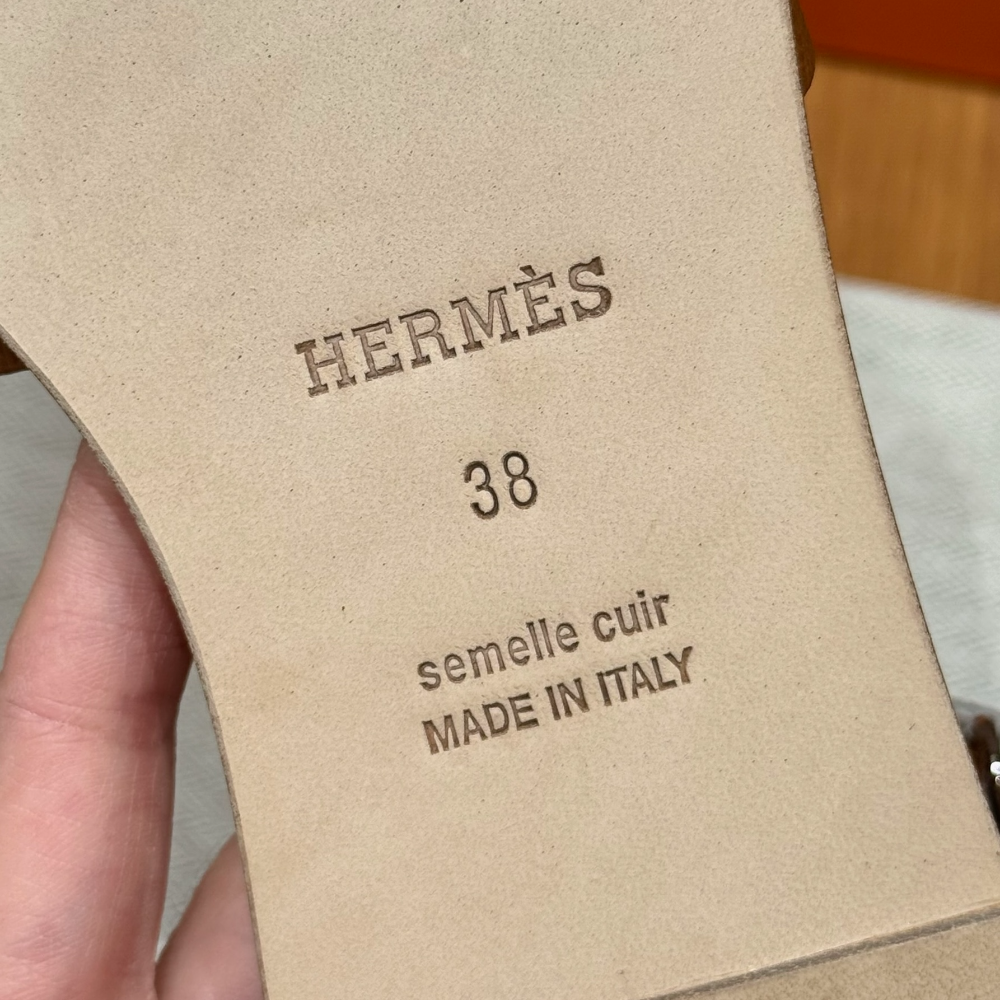 HERMÈS
38
semelle cuir
MADE IN ITALY